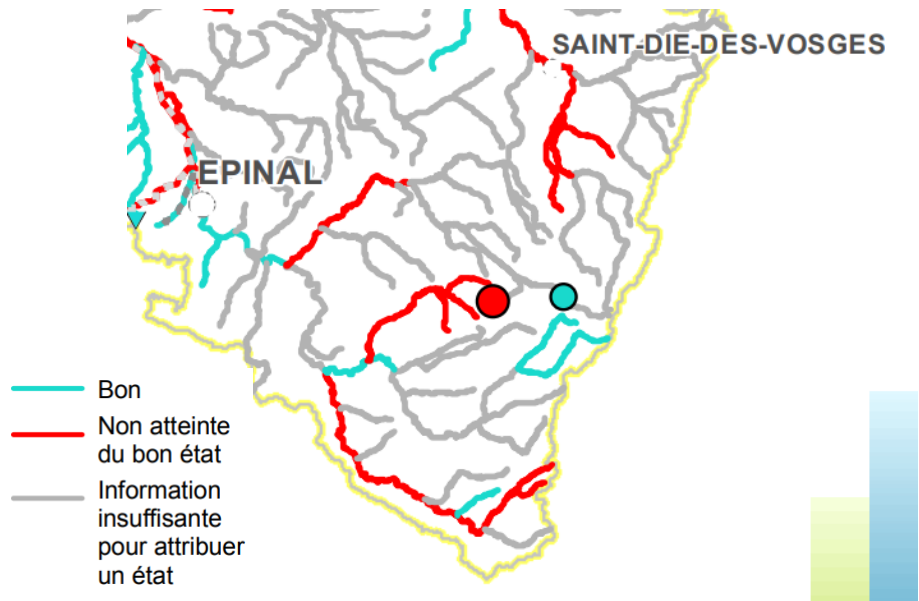 SAINT-DIE-DES-VOSGES
EPINAL
Bon
Non atteinte
du bon état
Information
insuffisante
pour attribuer
un état